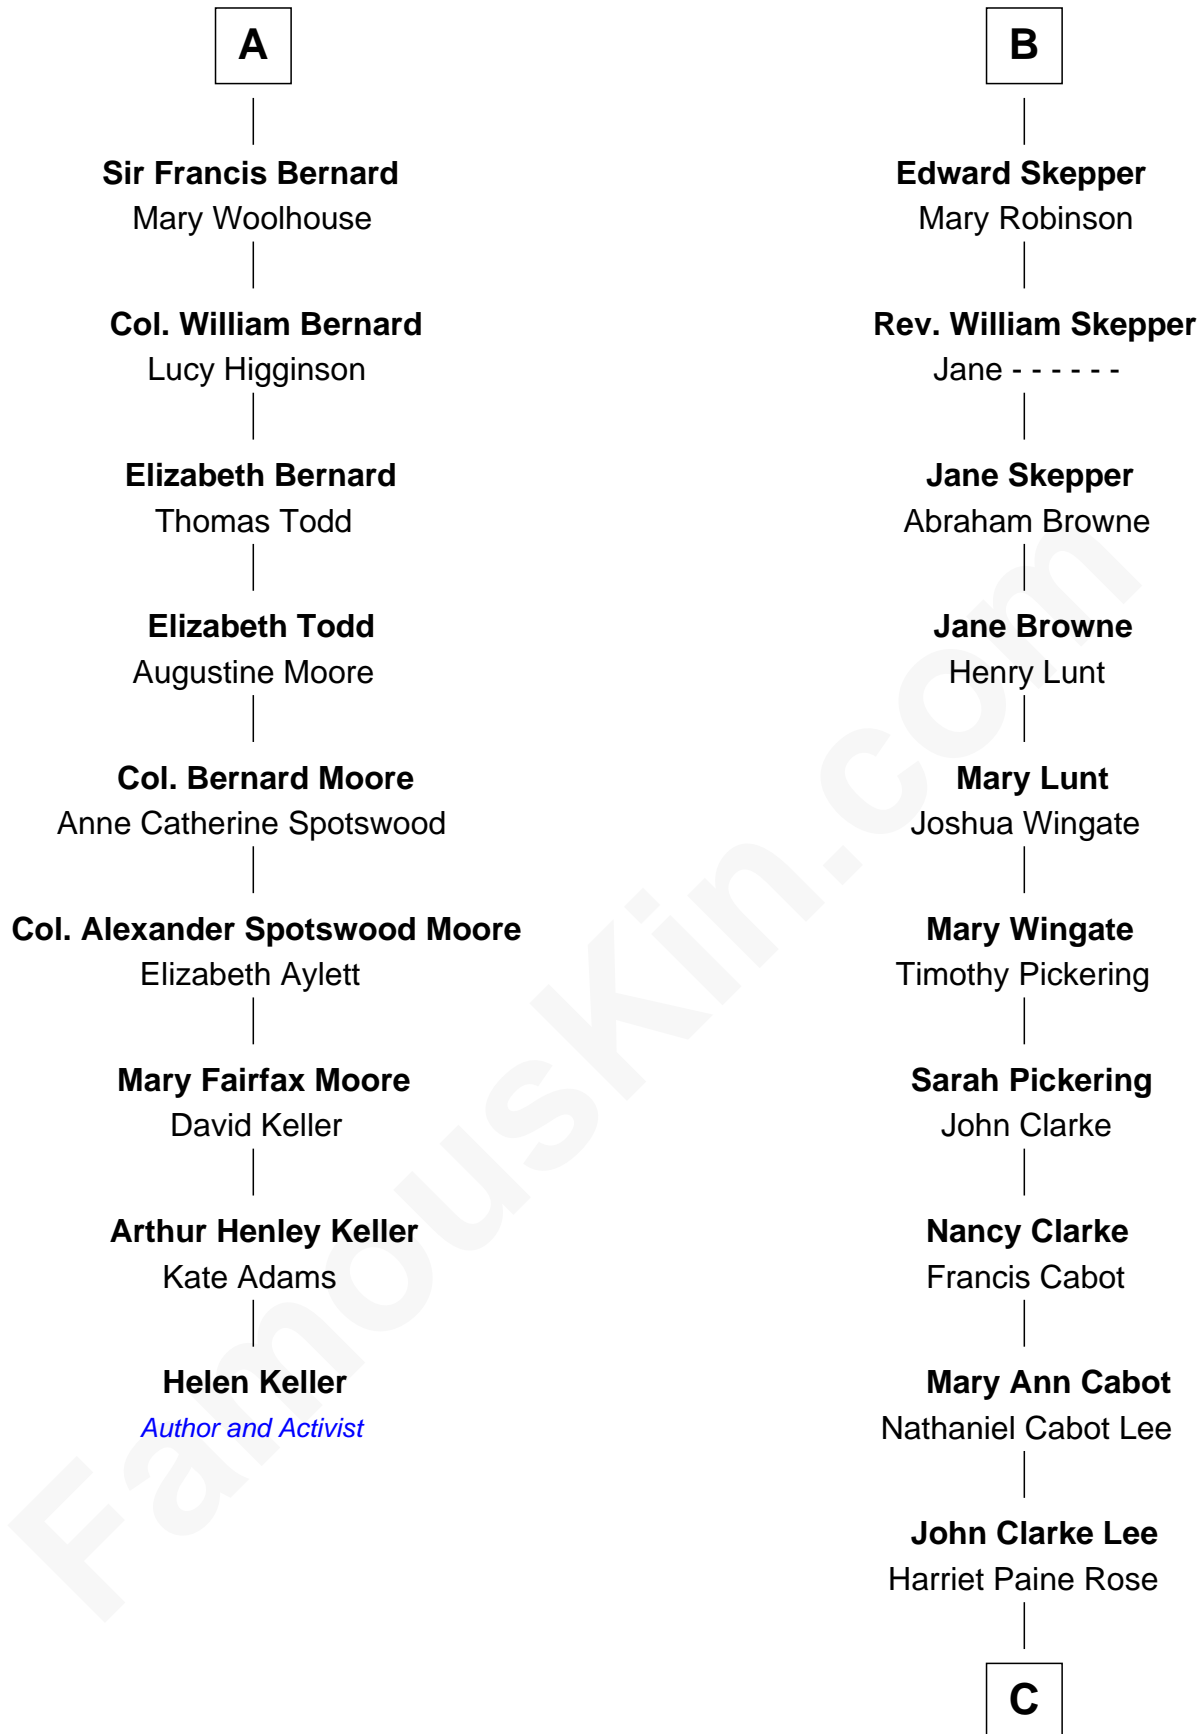 A
Sir Francis Bernard
Mary Woolhouse
Col. William Bernard
Lucy Higginson
Elizabeth Bernard
Thomas Todd
Elizabeth Todd
Augustine Moore
Col. Bernard Moore
Anne Catherine Spotswood
Col. Alexander Spotswood Moore
Elizabeth Aylett
Mary Fairfax Moore
David Keller
Arthur Henley Keller
Kate Adams
Helen Keller
Author and Activist
B
Edward Skepper
Mary Robinson
Rev. William Skepper
Jane - - - - - -
Jane Skepper
Abraham Browne
Jane Browne
Henry Lunt
Mary Lunt
Joshua Wingate
Mary Wingate
Timothy Pickering
Sarah Pickering
John Clarke
Nancy Clarke
Francis Cabot
Mary Ann Cabot
Nathaniel Cabot Lee
John Clarke Lee
Harriet Paine Rose
C
FamousKin.com